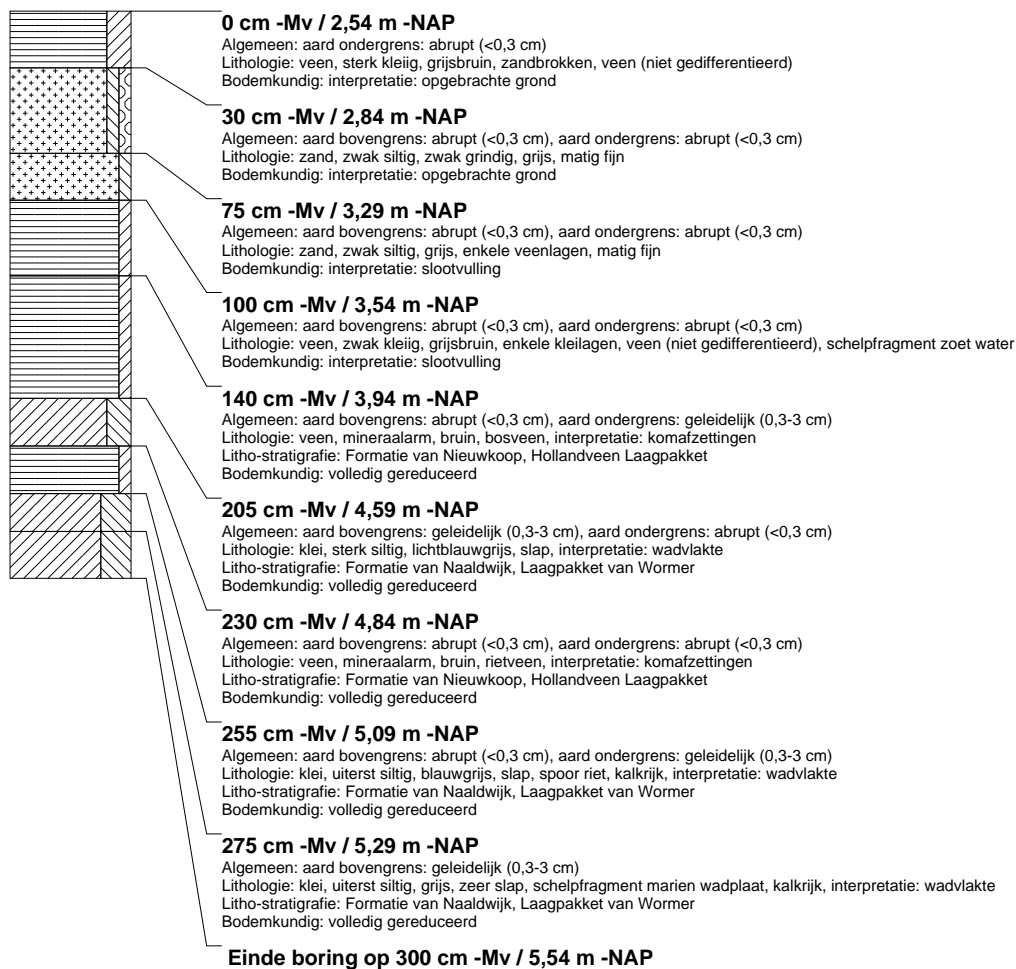 0 cm -Mv / 2,54 m -NAP
Algemeen: aard ondergrens: abrupt (<0,3 cm)
Lithologie: veen, sterk kleiig, grijsbruin, zandbrokken, veen (niet gedifferentieerd)
Bodemkundig: interpretatie: opgebrachte grond
30 cm -Mv / 2,84 m -NAP
Algemeen: aard bovengrens: abrupt (<0,3 cm), aard ondergrens: abrupt (<0,3 cm)
Lithologie: zand, zwak siltig, zwak grindig, grijs, matig fijn
Bodemkundig: interpretatie: opgebrachte grond
75 cm -Mv / 3,29 m -NAP
Algemeen: aard bovengrens: abrupt (<0,3 cm), aard ondergrens: abrupt (<0,3 cm)
Lithologie: zand, zwak siltig, grijs, enkele veenlagen, matig fijn
Bodemkundig: interpretatie: slootvulling
100 cm -Mv / 3,54 m -NAP
Algemeen: aard bovengrens: abrupt (<0,3 cm), aard ondergrens: abrupt (<0,3 cm)
Lithologie: veen, zwak kleiig, grijsbruin, enkele kleilagen, veen (niet gedifferentieerd), schelpfragment zoet water
Bodemkundig: interpretatie: slootvulling
140 cm -Mv / 3,94 m -NAP
Algemeen: aard bovengrens: abrupt (<0,3 cm), aard ondergrens: geleidelijk (0,3-3 cm)
Lithologie: veen, mineraalarm, bruin, bosveen, interpretatie: komafzettingen
Litho-stratigrafie: Formatie van Nieuwkoop, Hollandveen Laagpakket
Bodemkundig: volledig gereduceerd
205 cm -Mv / 4,59 m -NAP
Algemeen: aard bovengrens: geleidelijk (0,3-3 cm), aard ondergrens: abrupt (<0,3 cm)
Lithologie: klei, sterk siltig, lichtblauwgrijs, slap, interpretatie: wadvlakte
Litho-stratigrafie: Formatie van Naaldwijk, Laagpakket van Wormer
Bodemkundig: volledig gereduceerd
230 cm -Mv / 4,84 m -NAP
Algemeen: aard bovengrens: abrupt (<0,3 cm), aard ondergrens: abrupt (<0,3 cm)
Lithologie: veen, mineraalarm, bruin, rietveen, interpretatie: komafzettingen
Litho-stratigrafie: Formatie van Nieuwkoop, Hollandveen Laagpakket
Bodemkundig: volledig gereduceerd
255 cm -Mv / 5,09 m -NAP
Algemeen: aard bovengrens: abrupt (<0,3 cm), aard ondergrens: geleidelijk (0,3-3 cm)
Lithologie: klei, uiterst siltig, blauwgrijs, slap, spoor riet, kalkrijk, interpretatie: wadvlakte
Litho-stratigrafie: Formatie van Naaldwijk, Laagpakket van Wormer
Bodemkundig: volledig gereduceerd
275 cm -Mv / 5,29 m -NAP
Algemeen: aard bovengrens: geleidelijk (0,3-3 cm)
Lithologie: klei, uiterst siltig, grijs, zeer slap, schelpfragment marien wadplaat, kalkrijk, interpretatie: wadvlakte
Litho-stratigrafie: Formatie van Naaldwijk, Laagpakket van Wormer
Bodemkundig: volledig gereduceerd
Einde boring op 300 cm -Mv / 5,54 m -NAP